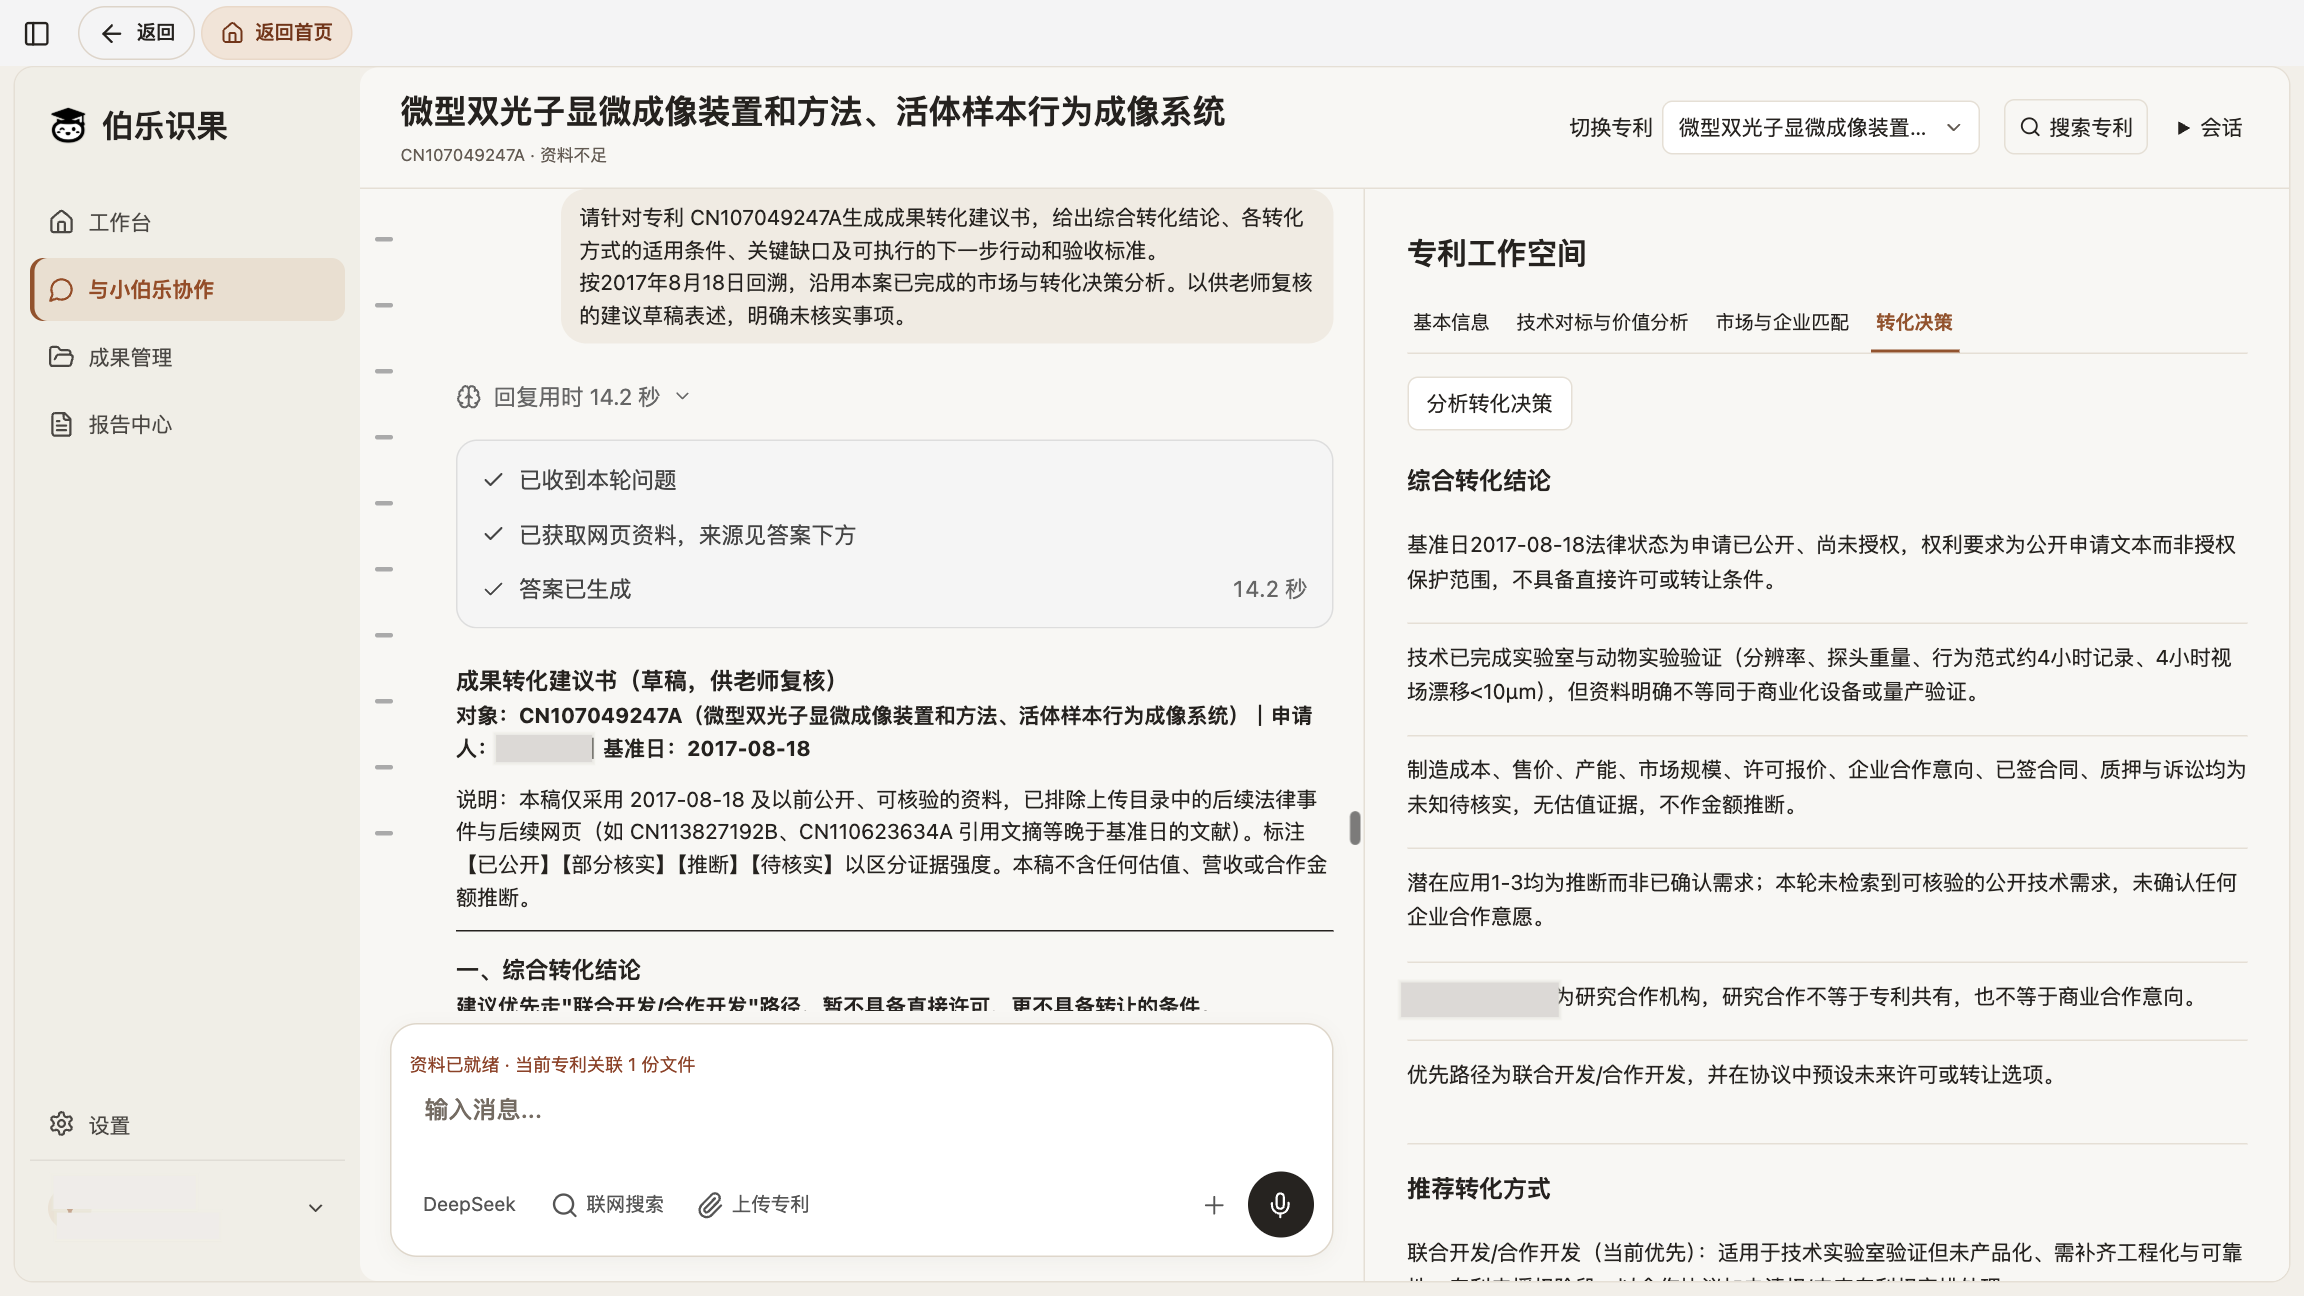 返回
返回首页
伯乐识果
工作台
与小伯乐协作
成果管理
报告中心
设置
微型双光子显微成像装置和方法、活体样本行为成像系统
CN107049247A · 资料不足
切换专利
微型双光子显微成像装置...
搜索专利
会话
请针对专利 CN107049247A生成成果转化建议书，给出综合转化结论、各转化
方式的适用条件、关键缺口及可执行的下一步行动和验收标准。
按2017年8月18日回溯，沿用本案已完成的市场与转化决策分析。以供老师复核
的建议草稿表述，明确未核实事项。
回复用时 14.2 秒
已收到本轮问题
已获取网页资料，来源见答案下方
答案已生成
14.2 秒
成果转化建议书（草稿，供老师复核）
对象：CN107049247A（微型双光子显微成像装置和方法、活体样本行为成像系统）｜申请
人： | 基准日：2017-08-18
说明：本稿仅采用 2017-08-18 及以前公开、可核验的资料，已排除上传目录中的后续法律事
件与后续网页（如 CN113827192B、CN110623634A 引用文摘等晚于基准日的文献）。标注
【已公开】【部分核实】【推断】【待核实】以区分证据强度。本稿不含任何估值、营收或合作金
额推断。
一、综合转化结论
建议优先走"联合开发/合作开发"路径，暂不具备直接许可、更不具备转让的条件。
资料已就绪 · 当前专利关联 1 份文件
输入消息...
DeepSeek
联网搜索
上传专利
专利工作空间
基本信息
技术对标与价值分析
市场与企业匹配
转化决策
分析转化决策
综合转化结论
基准日2017-08-18法律状态为申请已公开、尚未授权，权利要求为公开申请文本而非授权
保护范围，不具备直接许可或转让条件。
技术已完成实验室与动物实验验证（分辨率、探头重量、行为范式约4小时记录、4小时视
场漂移<10μm），但资料明确不等同于商业化设备或量产验证。
制造成本、售价、产能、市场规模、许可报价、企业合作意向、已签合同、质押与诉讼均为
未知待核实，无估值证据，不作金额推断。
潜在应用1-3均为推断而非已确认需求；本轮未检索到可核验的公开技术需求，未确认任何
企业合作意愿。
为研究合作机构，研究合作不等于专利共有，也不等于商业合作意向。
优先路径为联合开发/合作开发，并在协议中预设未来许可或转让选项。
推荐转化方式
联合开发/合作开发（当前优先）：适用于技术实验室验证但未产品化、需补齐工程化与可靠